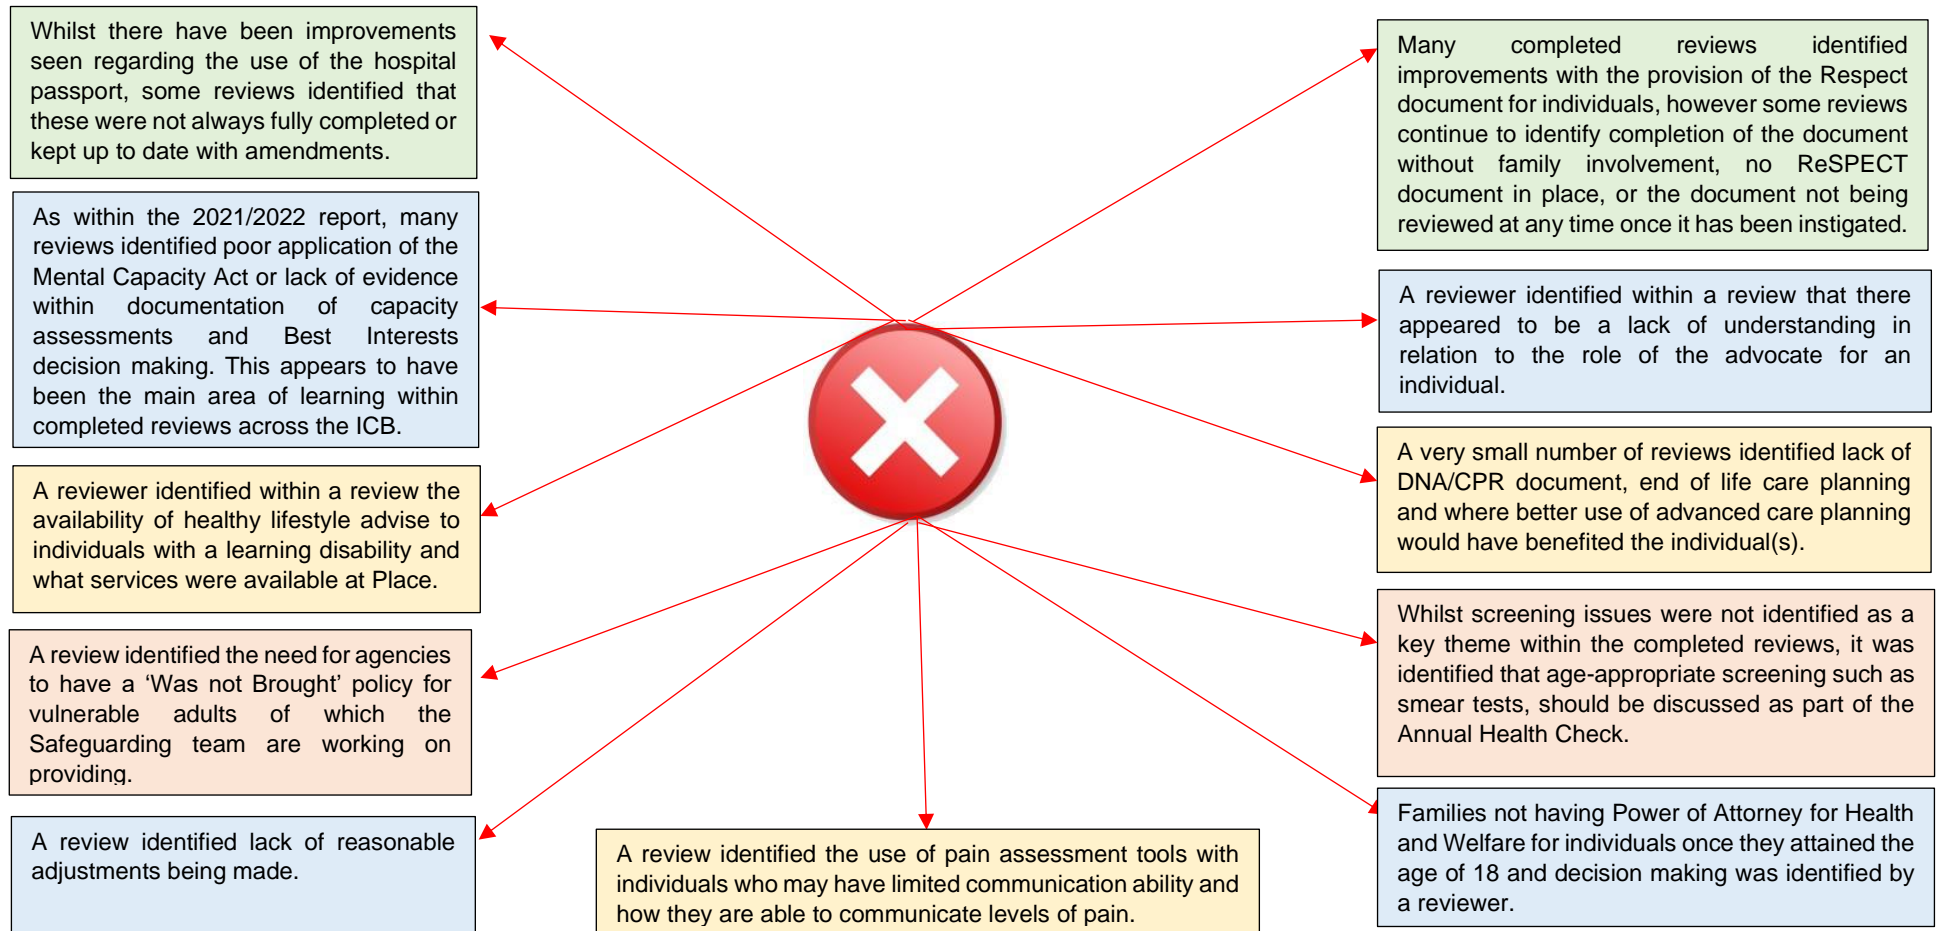 Whilst there have been improvements
seen regarding the use of the hospital
passport, some reviews identified that
these were not always fully completed or
kept up to date with amendments.
As within the 2021/2022 report, many
reviews identified poor application of the
Mental Capacity Act or lack of evidence
within documentation of capacity
assessments and Best Interests
decision making. This appears to have
been the main area of learning within
completed reviews across the ICB.
A reviewer identified within a review the
availability of healthy lifestyle advise to
individuals with a learning disability and
what services were available at Place.
A review identified the need for agencies
to have a ‘Was not Brought’ policy for
vulnerable adults of which the
Safeguarding team are working on
providing.
A review identified lack of reasonable
adjustments being made.
A review identified the use of pain assessment tools with
individuals who may have limited communication ability and
how they are able to communicate levels of pain.
Many completed reviews identified
improvements with the provision of the Respect
document for individuals, however some reviews
continue to identify completion of the document
without family involvement, no ReSPECT
document in place, or the document not being
reviewed at any time once it has been instigated.
A reviewer identified within a review that there
appeared to be a lack of understanding in
relation to the role of the advocate for an
individual.
A very small number of reviews identified lack of
DNA/CPR document, end of life care planning
and where better use of advanced care planning
would have benefited the individual(s).
Whilst screening issues were not identified as a
key theme within the completed reviews, it was
identified that age-appropriate screening such as
smear tests, should be discussed as part of the
Annual Health Check.
Families not having Power of Attorney for Health
and Welfare for individuals once they attained the
age of 18 and decision making was identified by
a reviewer.